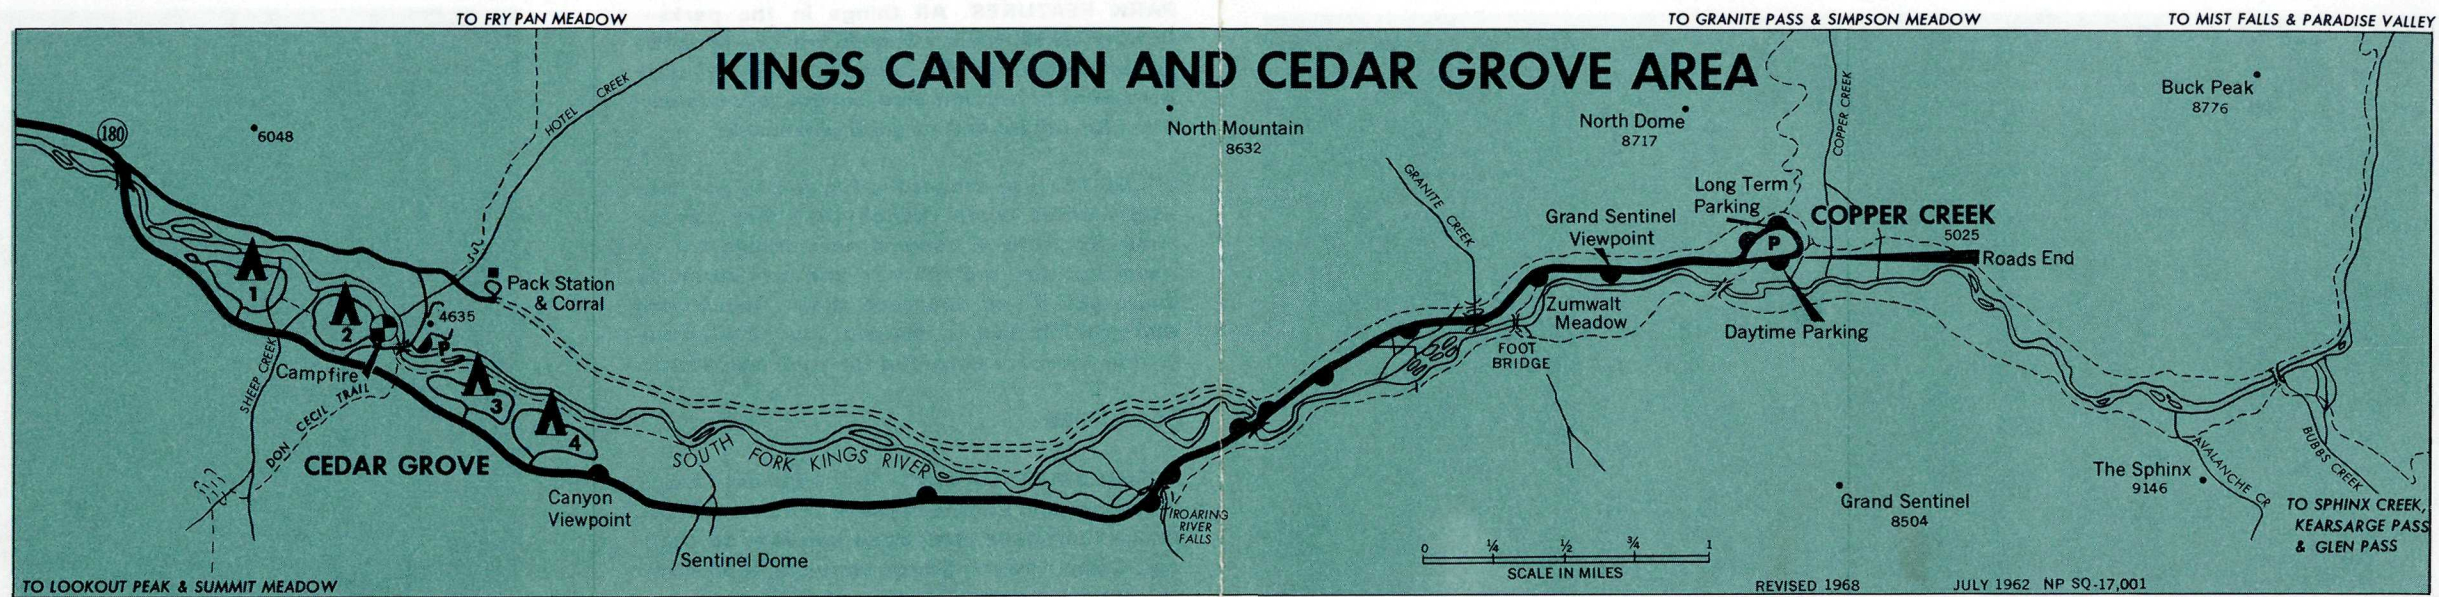 TO FRY PAN MEADOW
TO GRANITE PASS & SIMPSON MEADOW
TO MIST FALLS & PARADISE VALLEY
KINGS CANYON AND CEDAR GROVE AREA
180
6048
HOTEL CREEK
North Mountain
8632
North Dome
8717
COPPER CREEK
Buck Peak
8776
GRANITE CREEK
Long Term
Parking
Grand Sentinel
Viewpoint
P
COPPER CREEK
5025
Roads End
1
2
Pack Station
& Corral
4635
P
Zumwalt
Meadow
Daytime Parking
FOOT
BRIDGE
SHEEP CREEK
Campfire
DON CECIL TRAIL
3
4
CEDAR GROVE
SOUTH FORK KINGS RIVER
Canyon
Viewpoint
ROARING
RIVER
FALLS
Sentinel Dome
Grand Sentinel
8504
The Sphinx
9146
AVALANCHE CR
BUBBS CREEK
TO SPHINX CREEK,
KEARSARGE PASS
& GLEN PASS
0 ¼ ½ ¾ 1
SCALE IN MILES
TO LOOKOUT PEAK & SUMMIT MEADOW
REVISED 1968
JULY 1962 NP SQ-17,001